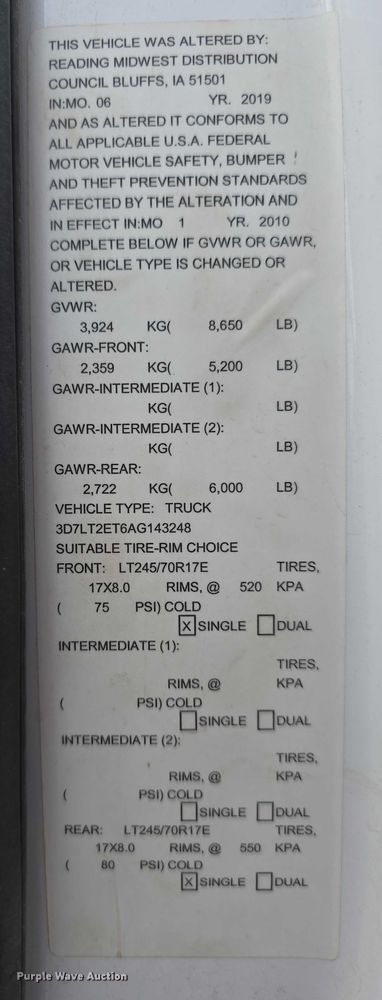 THIS VEHICLE WAS ALTERED BY:
READING MIDWEST DISTRIBUTION
COUNCIL BLUFFS, IA 51501
IN:MO. 06 YR. 2019
AND AS ALTERED IT CONFORMS TO
ALL APPLICABLE U.S.A. FEDERAL
MOTOR VEHICLE SAFETY, BUMPER
AND THEFT PREVENTION STANDARDS
AFFECTED BY THE ALTERATION AND
IN EFFECT IN:MO 1 YR. 2010
COMPLETE BELOW IF GVWR OR GAWR,
OR VEHICLE TYPE IS CHANGED OR
ALTERED.
GVWR:
3,924 KG( 8,650 LB)
GAWR-FRONT:
2,359 KG( 5,200 LB)
GAWR-INTERMEDIATE (1):
KG( LB)
GAWR-INTERMEDIATE (2):
KG( LB)
GAWR-REAR:
2,722 KG( 6,000 LB)
VEHICLE TYPE: TRUCK
3D7LT2ET6AG143248
SUITABLE TIRE-RIM CHOICE
FRONT: LT245/70R17E TIRES,
17X8.0 RIMS, @ 520 KPA
( 75 PSI) COLD
X SINGLE DUAL
INTERMEDIATE (1):
TIRES,
RIMS, @ KPA
( PSI) COLD
SINGLE DUAL
INTERMEDIATE (2):
TIRES,
RIMS, @ KPA
( PSI) COLD
SINGLE DUAL
REAR: LT245/70R17E TIRES,
17X8.0 RIMS, @ 550 KPA
( 80 PSI) COLD
X SINGLE DUAL
Purple Wave Auction